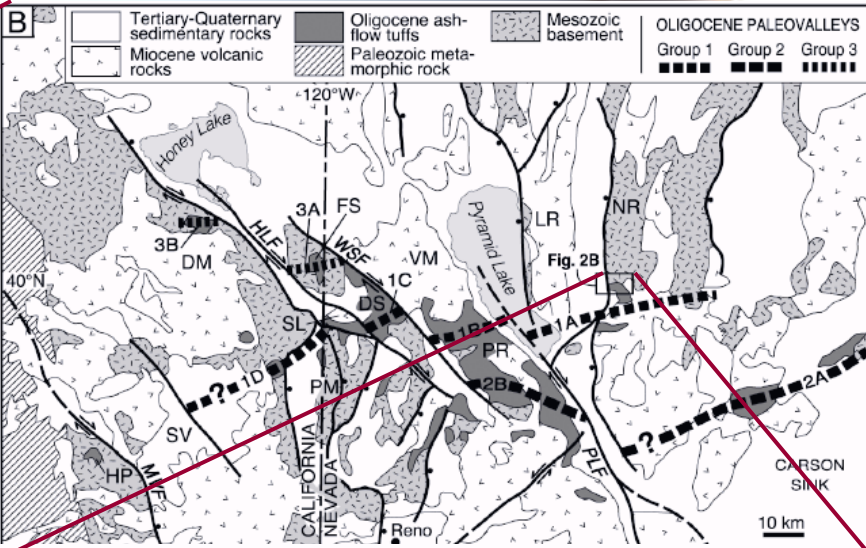 B
Tertiary-Quaternary
sedimentary rocks
Miocene volcanic
rocks
Oligocene ash-
flow tuffs
Paleozoic meta-
morphic rock
Mesozoic
basement
OLIGOCENE PALEOVALLEYS
Group 1 Group 2 Group 3
120°W
Honey Lake
3A FS
HLF
WSF
3B
DM
VM
Pyramid Lake
LR
NR
Fig. 2B
40°N
1C
DS
SL
1B
1A
PR
? 1D
PM
2B
2A
SV
?
HP
MVF
CALIFORNIA
NEVADA
PLF
CARSON
SINK
Reno
10 km